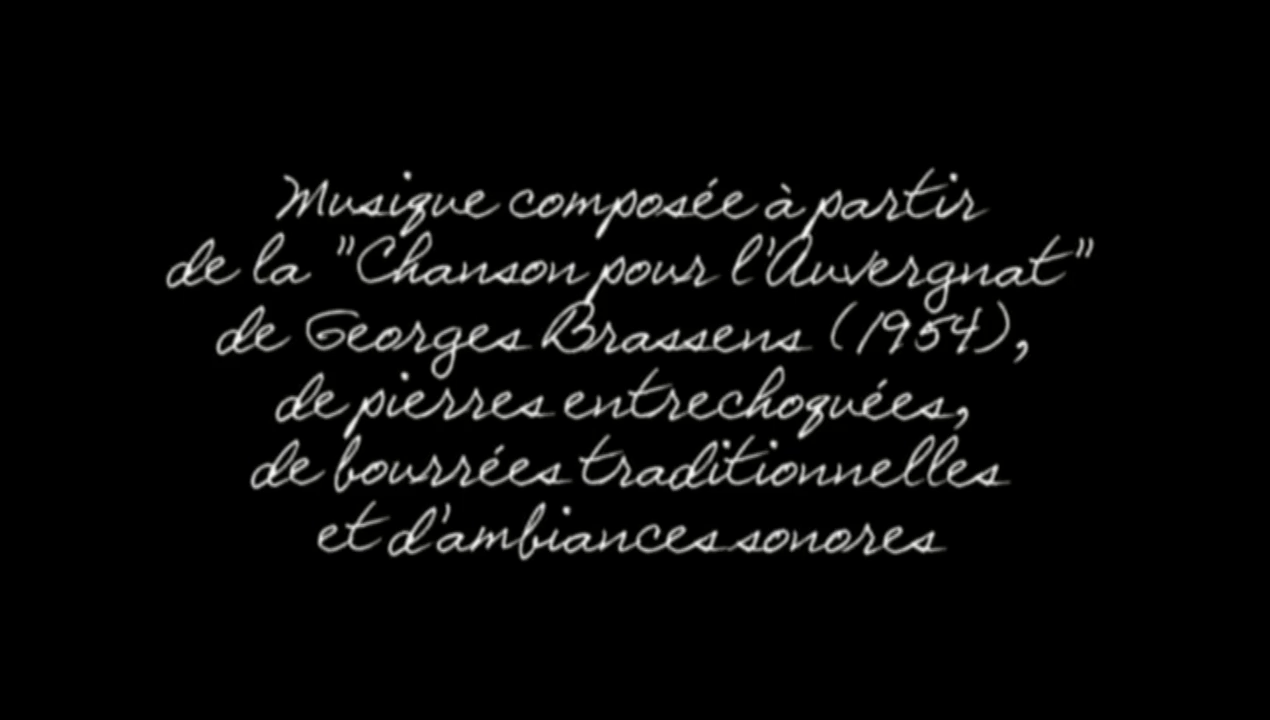 Musique composée à partir
de la "Chanson pour l'Auvergnat"
de Georges Brassens (1954),
de pierres entrechoquées,
de bourrées traditionnelles
et d'ambiances sonores